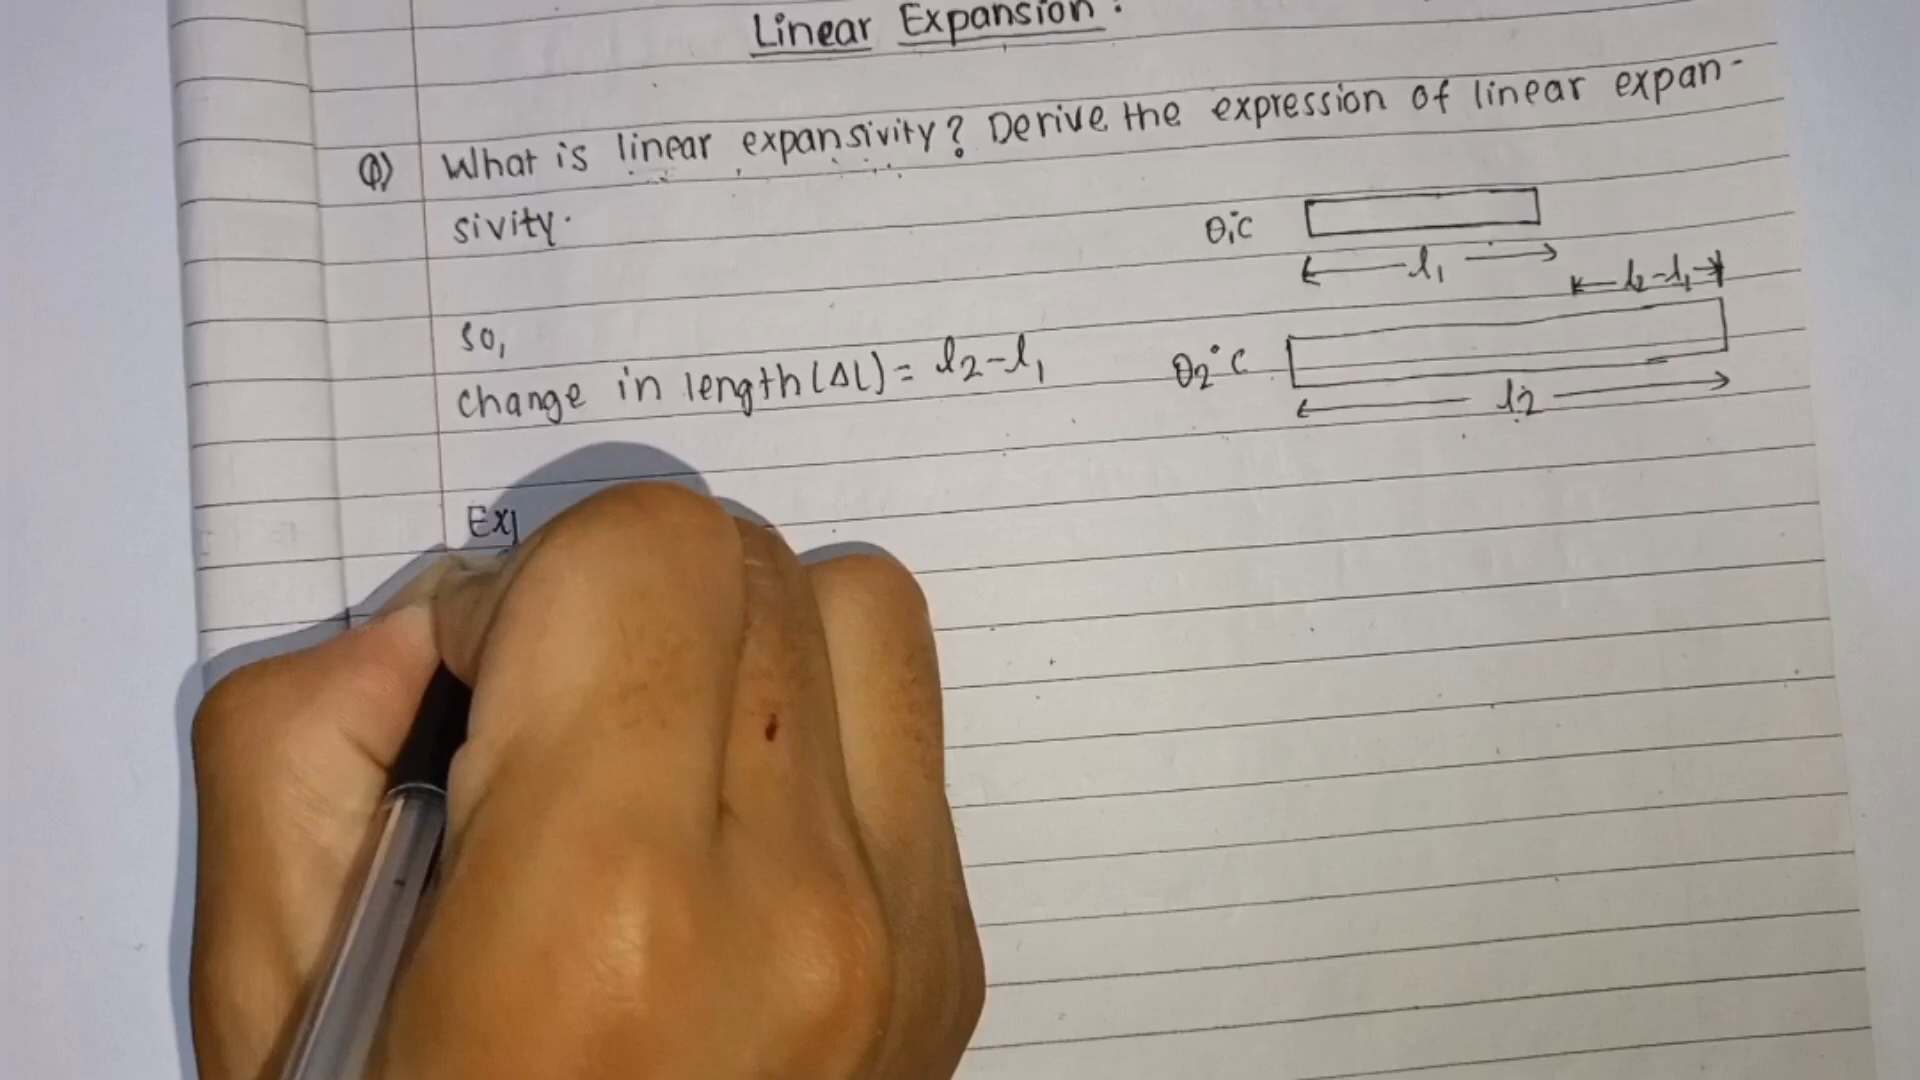 Linear Expansion:
Q) What is linear expansivity? Derive the expression of linear expan-
sivity.
θ₁°C
l₁
l₂-l₁
so,
change in length (Δl) = l₂-l₁
θ₂°C
l₂
Exp